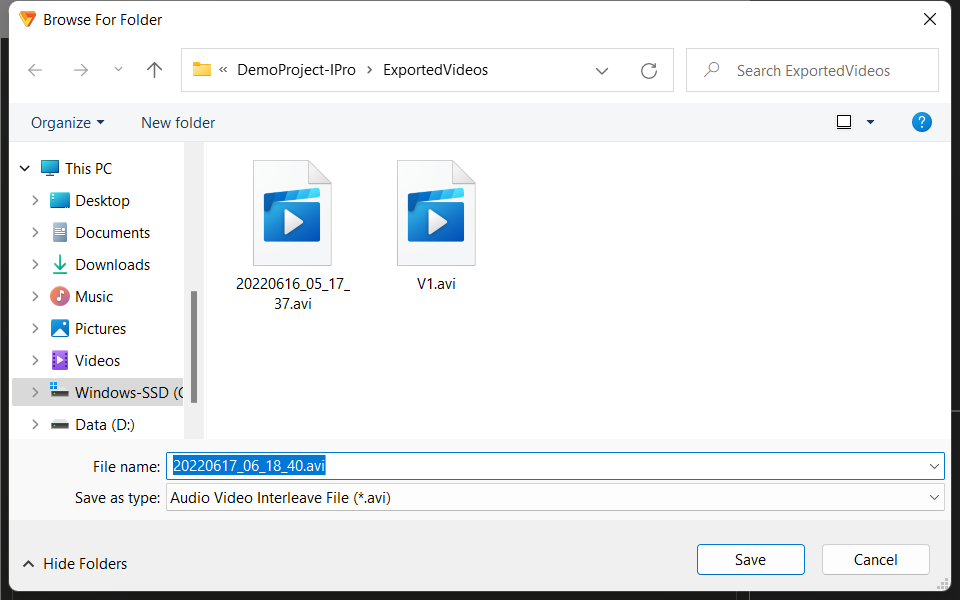 Browse For Folder
« DemoProject-IPro > ExportedVideos
Search ExportedVideos
Organize
New folder
?
This PC
Desktop
Documents
Downloads
Music
Pictures
Videos
Windows-SSD (C
Data (D:)
20220616_05_17_
37.avi
V1.avi
File name: 20220617_06_18_40.avi
Save as type: Audio Video Interleave File (*.avi)
Hide Folders
Save
Cancel